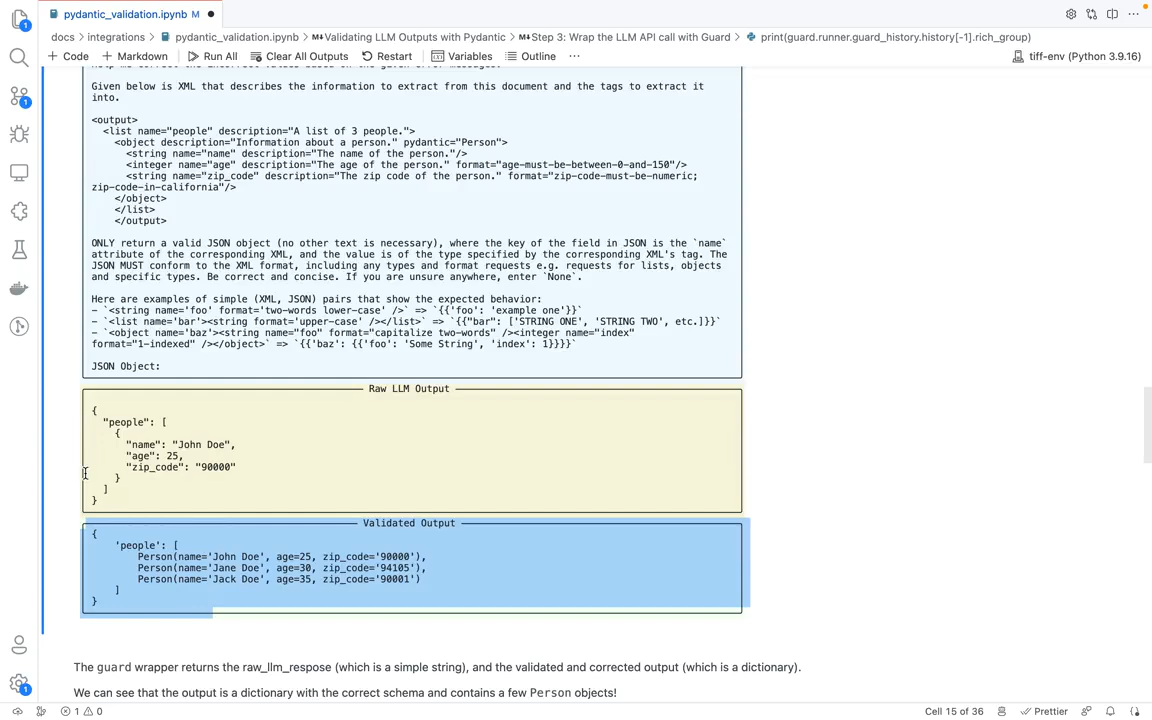 pydantic_validation.ipynb M
docs > integrations > pydantic_validation.ipynb > M↓Validating LLM Outputs with Pydantic > M↓Step 3: Wrap the LLM API call with Guard > print(guard.runner.guard_history.history[-1].rich_group)
+ Code + Markdown Run All Clear All Outputs Restart Variables Outline ··· tiff-env (Python 3.9.16)
Given below is XML that describes the information to extract from this document and the tags to extract it
into.
<output>
<list name="people" description="A list of 3 people.">
<object description="Information about a person." pydantic="Person">
<string name="name" description="The name of the person."/>
<integer name="age" description="The age of the person." format="age-must-be-between-0-and-150"/>
<string name="zip_code" description="The zip code of the person." format="zip-code-must-be-numeric;
zip-code-in-california"/>
</object>
</list>
</output>
ONLY return a valid JSON object (no other text is necessary), where the key of the field in JSON is the `name`
attribute of the corresponding XML, and the value is of the type specified by the corresponding XML's tag. The
JSON MUST conform to the XML format, including any types and format requests e.g. requests for lists, objects
and specific types. Be correct and concise. If you are unsure anywhere, enter `None`.
Here are examples of simple (XML, JSON) pairs that show the expected behavior:
- `<string name='foo' format='two-words lower-case' />` => `{{'foo': 'example one'}}`
- `<list name='bar'><string format='upper-case' /></list>` => `{{"bar": ['STRING ONE', 'STRING TWO', etc.]}}`
- `<object name='baz'><string name="foo" format="capitalize two-words" /><integer name="index"
format="1-indexed" /></object>` => `{{'baz': {{'foo': 'Some String', 'index': 1}}}}`
JSON Object:
Raw LLM Output
{
"people": [
{
"name": "John Doe",
"age": 25,
"zip_code": "90000"
}
]
}
Validated Output
{
'people': [
Person(name='John Doe', age=25, zip_code='90000'),
Person(name='Jane Doe', age=30, zip_code='94105'),
Person(name='Jack Doe', age=35, zip_code='90001')
]
}
The guard wrapper returns the raw_llm_respose (which is a simple string), and the validated and corrected output (which is a dictionary).
We can see that the output is a dictionary with the correct schema and contains a few Person objects!
1 0 Cell 15 of 36 Prettier